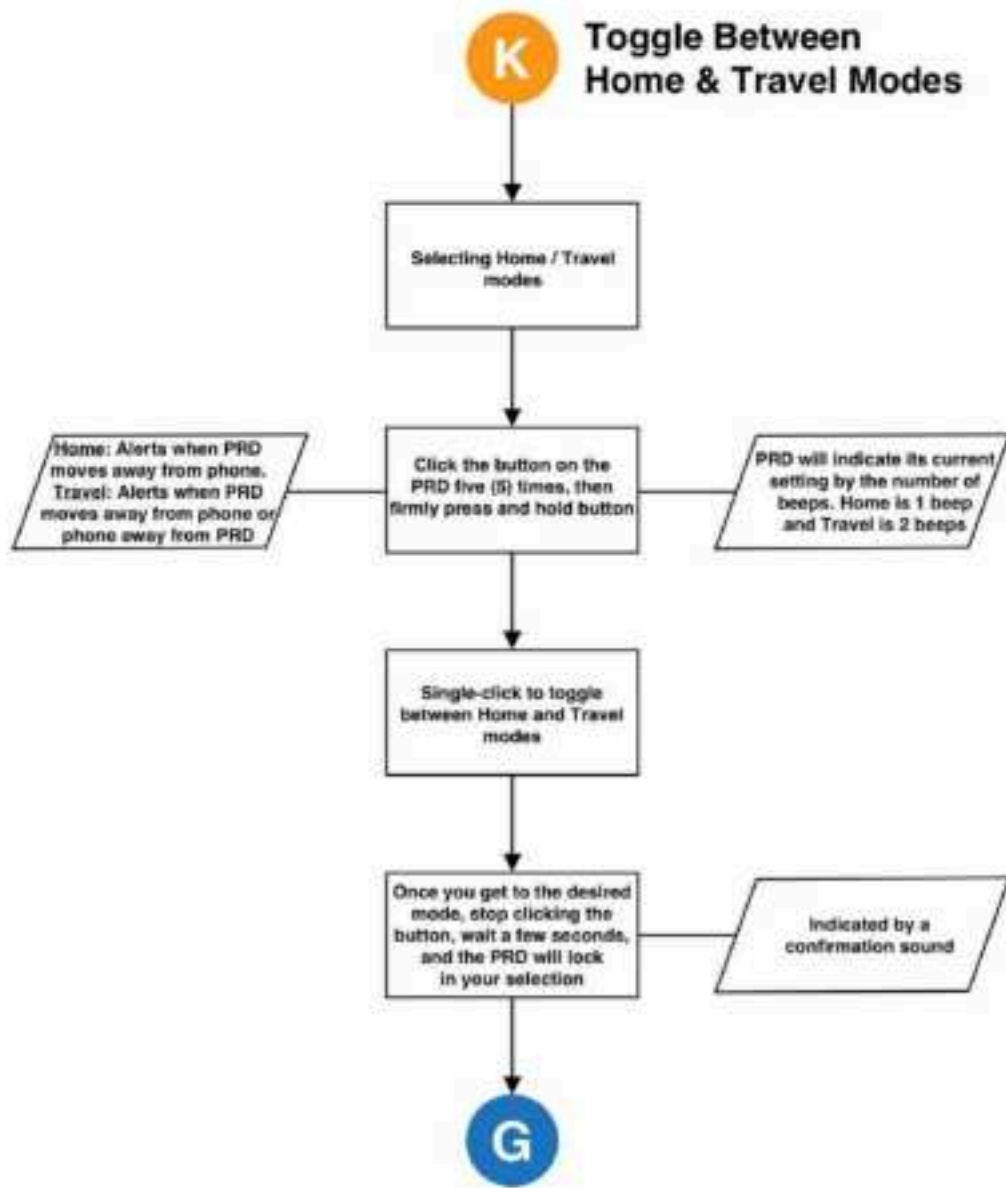 K
Toggle Between
Home & Travel Modes
Selecting Home / Travel
modes
Home: Alerts when PRD
moves away from phone.
Travel: Alerts when PRD
moves away from phone or
phone away from PRD
Click the button on the
PRD five (5) times, then
firmly press and hold button
PRD will indicate its current
setting by the number of
beeps. Home is 1 beep
and Travel is 2 beeps
Single-click to toggle
between Home and Travel
modes
Once you get to the desired
mode, stop clicking the
button, wait a few seconds,
and the PRD will lock
in your selection
Indicated by a
confirmation sound
G